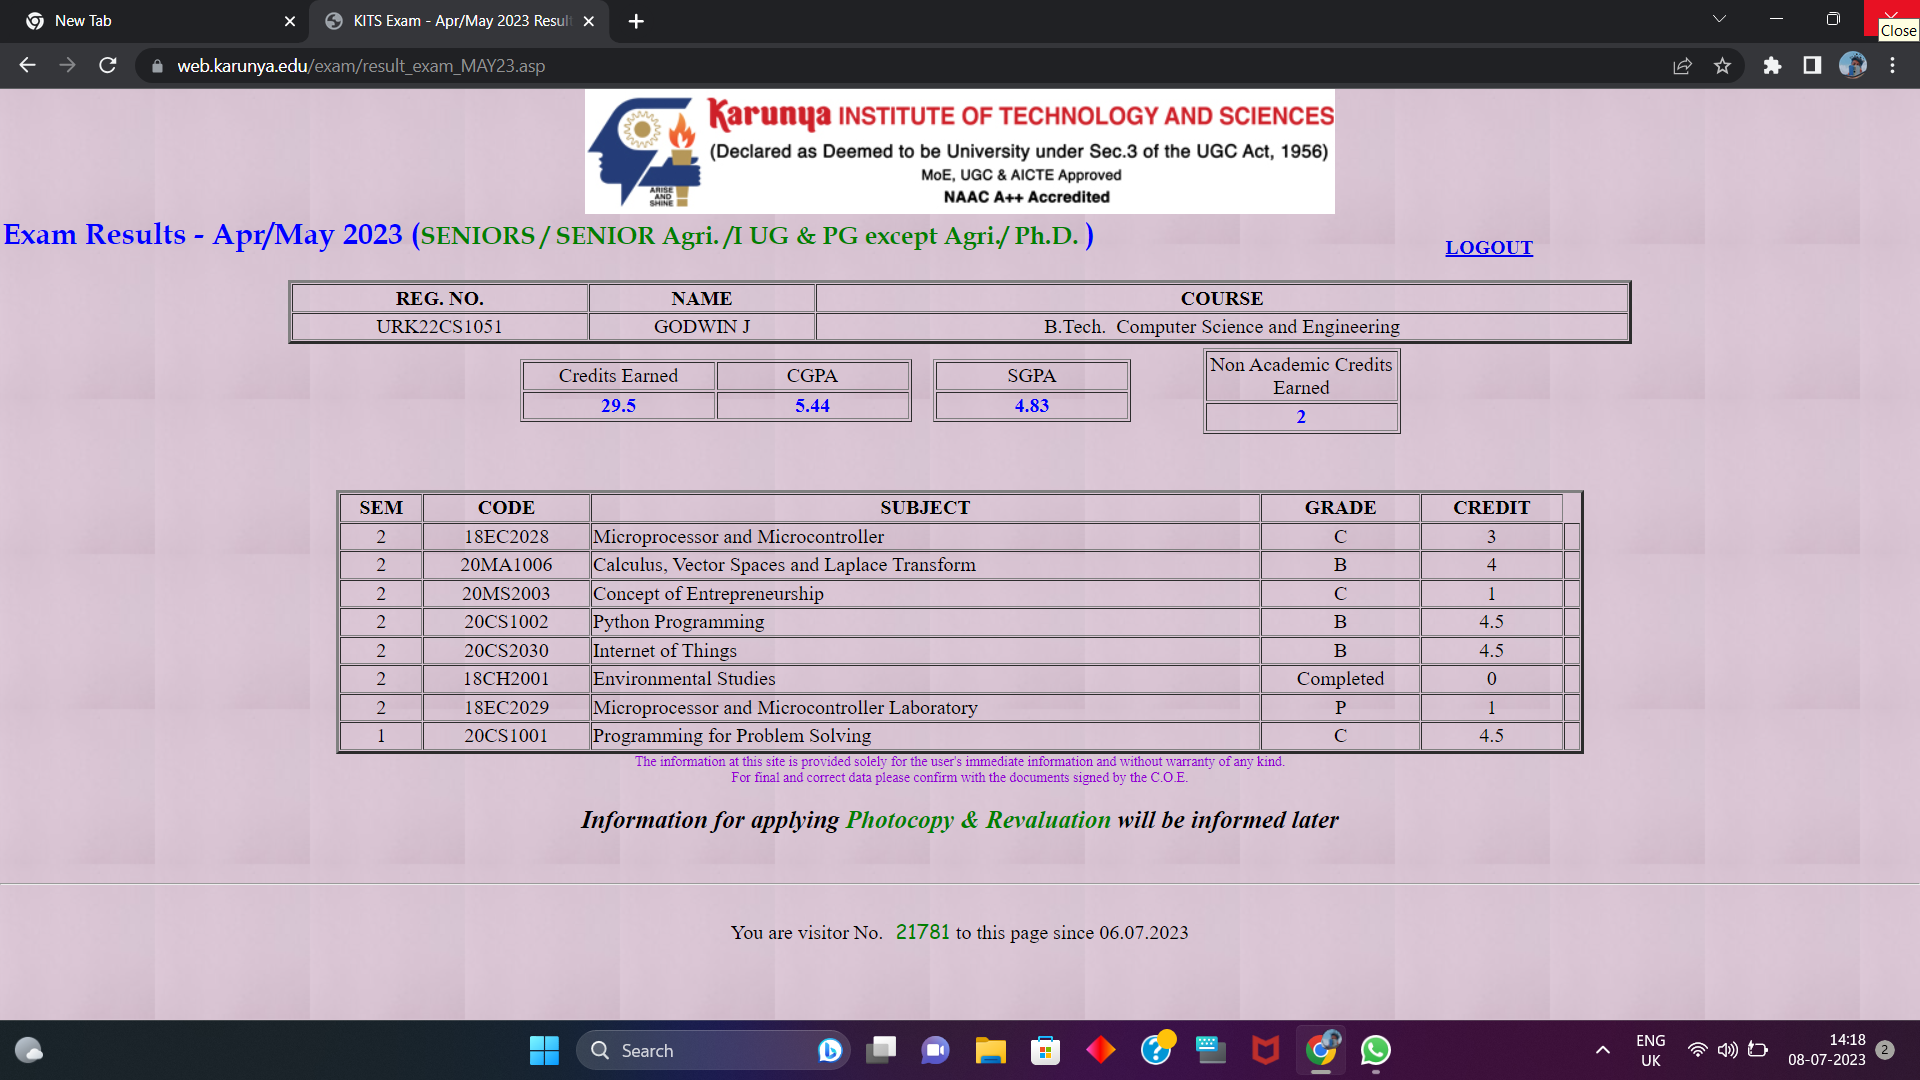 New Tab
KITS Exam - Apr/May 2023 Resul
Close
web.karunya.edu/exam/result_exam_MAY23.asp
Karunya INSTITUTE OF TECHNOLOGY AND SCIENCES
(Declared as Deemed to be University under Sec.3 of the UGC Act, 1956)
MoE, UGC & AICTE Approved
NAAC A++ Accredited
ARISE
AND
SHINE
Exam Results - Apr/May 2023 (SENIORS / SENIOR Agri. /I UG & PG except Agri./ Ph.D. )
LOGOUT
REG. NO. NAME COURSE
URK22CS1051 GODWIN J B.Tech. Computer Science and Engineering
Credits Earned CGPA
29.5 5.44
SGPA
4.83
Non Academic Credits
Earned
2
SEM CODE SUBJECT GRADE CREDIT
2 18EC2028 Microprocessor and Microcontroller C 3
2 20MA1006 Calculus, Vector Spaces and Laplace Transform B 4
2 20MS2003 Concept of Entrepreneurship C 1
2 20CS1002 Python Programming B 4.5
2 20CS2030 Internet of Things B 4.5
2 18CH2001 Environmental Studies Completed 0
2 18EC2029 Microprocessor and Microcontroller Laboratory P 1
1 20CS1001 Programming for Problem Solving C 4.5
The information at this site is provided solely for the user's immediate information and without warranty of any kind.
For final and correct data please confirm with the documents signed by the C.O.E.
Information for applying Photocopy & Revaluation will be informed later
You are visitor No. 21781 to this page since 06.07.2023
Search
ENG
UK
14:18
08-07-2023
2